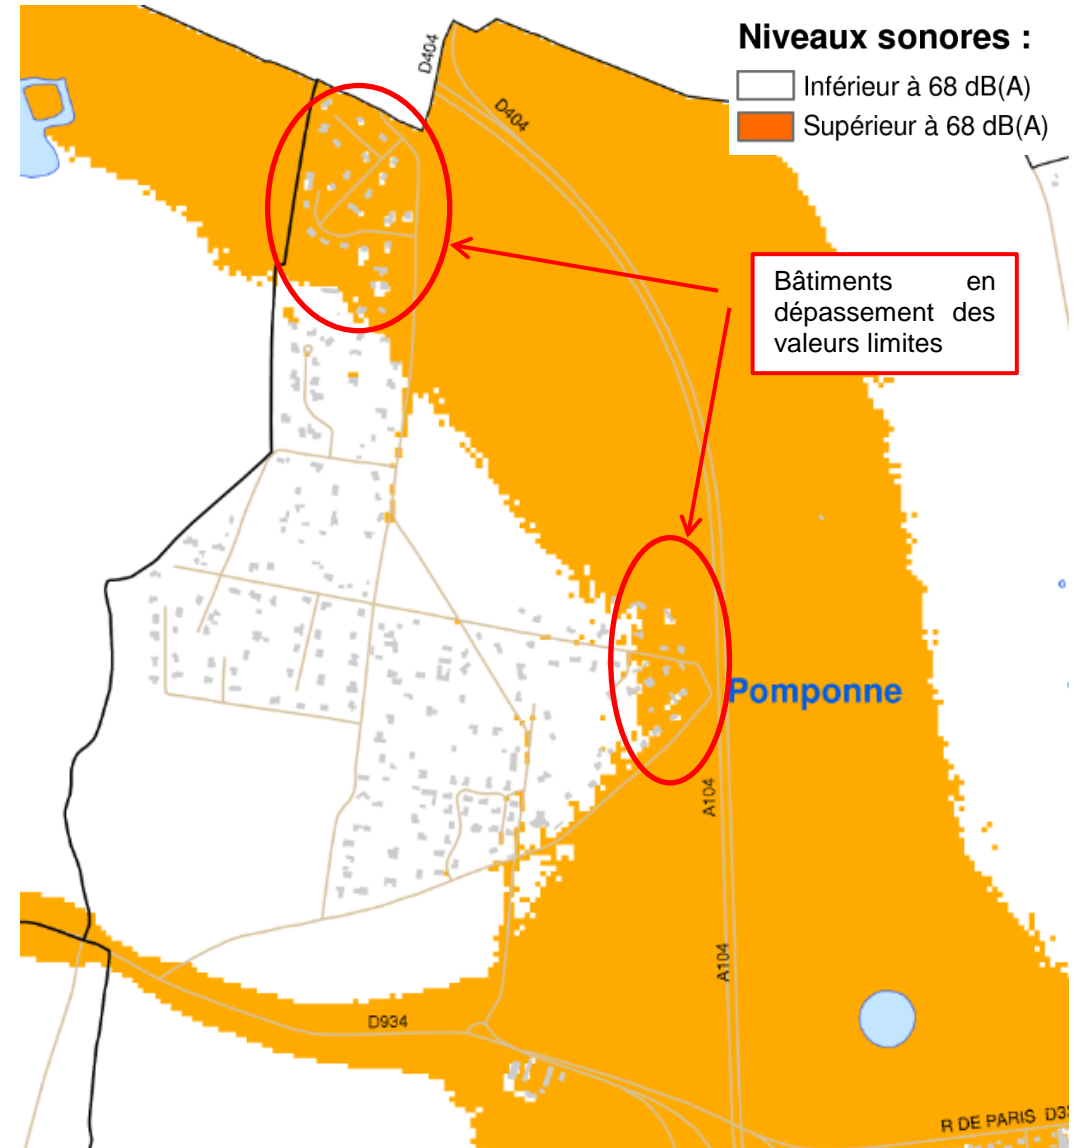 Niveaux sonores :
Inférieur à 68 dB(A)
Supérieur à 68 dB(A)
D404
D404
Bâtiments en
dépassement des
valeurs limites
Pomponne
A104
A104
D934
R DE PARIS